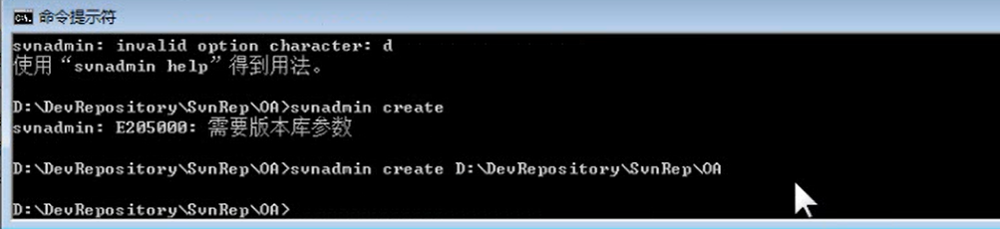 命令提示符
svnadmin: invalid option character: d
使用“svnadmin help”得到用法。
D:\DevRepository\SvnRep\OA>svnadmin create
svnadmin: E205000: 需要版本库参数
D:\DevRepository\SvnRep\OA>svnadmin create D:\DevRepository\SvnRep\OA
D:\DevRepository\SvnRep\OA>